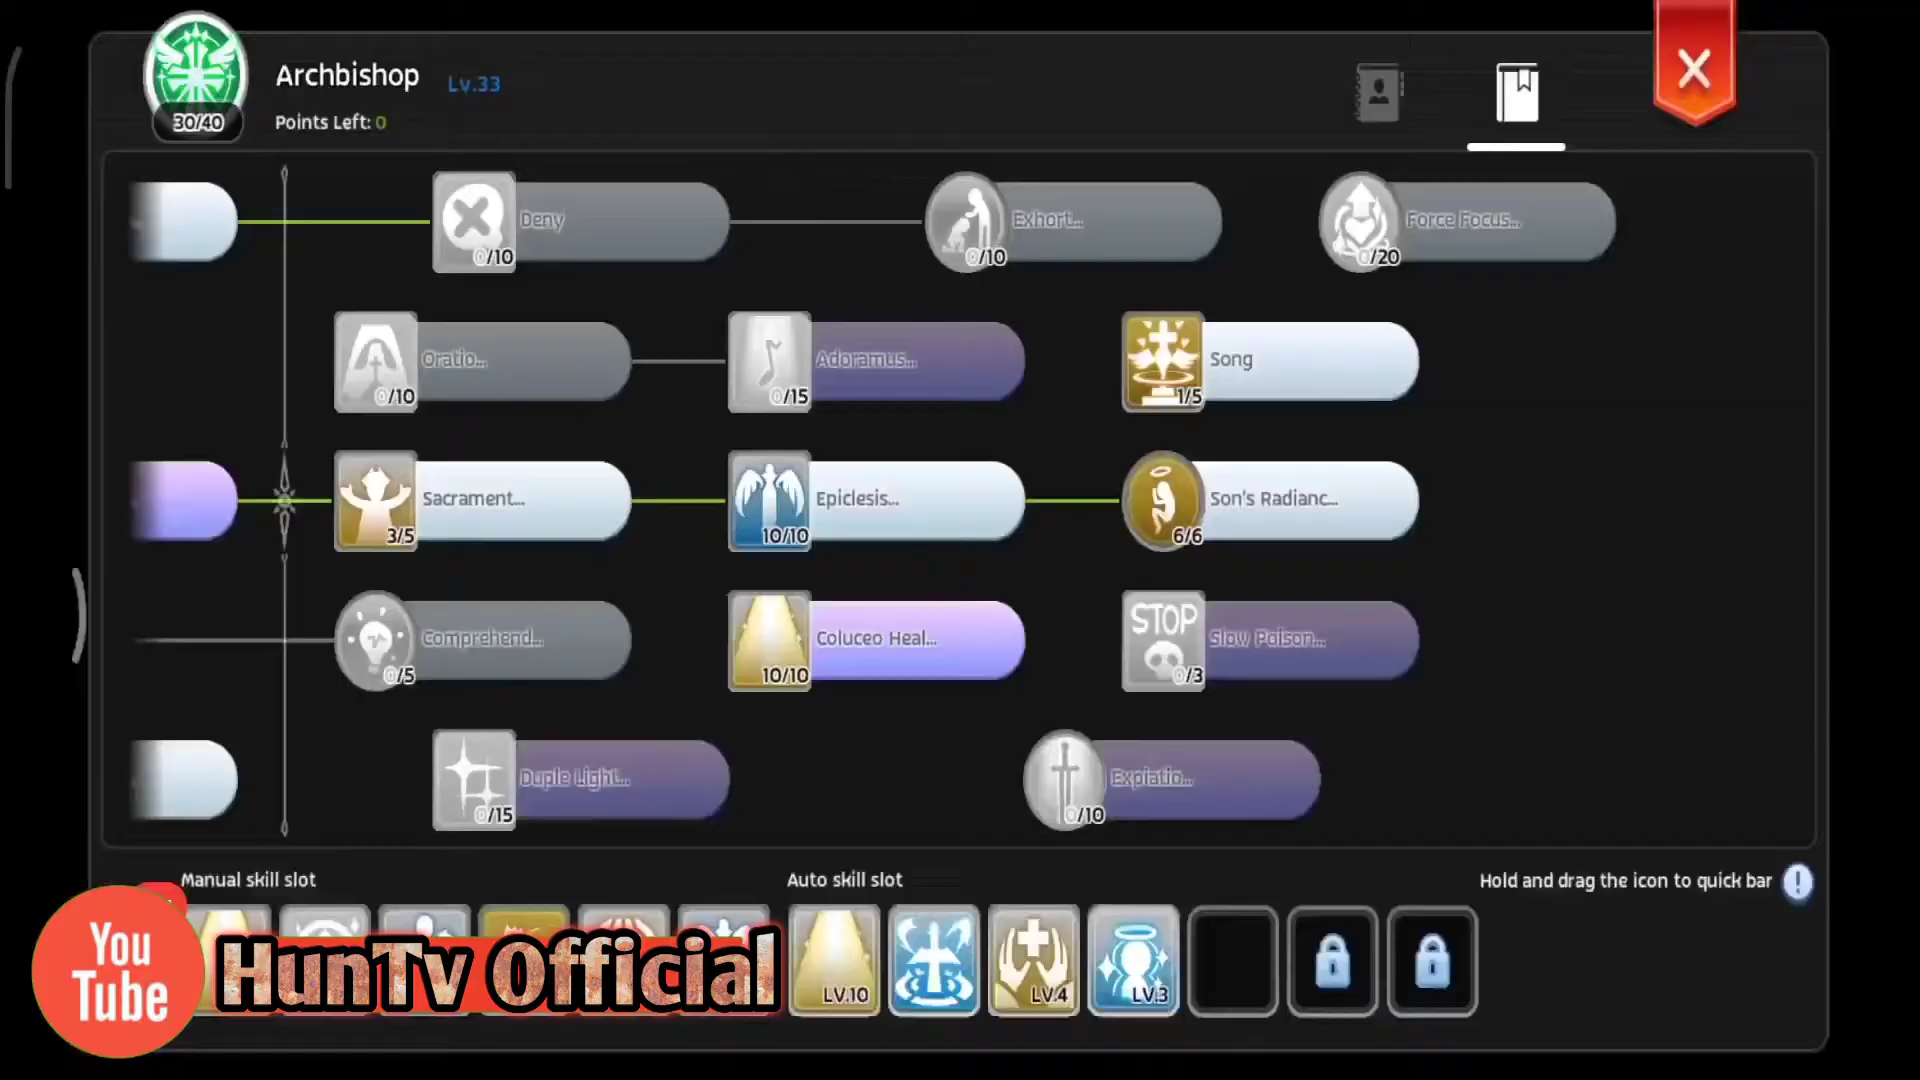 Archbishop Lv.33
30/40 Points Left: 0
Deny 0/10
Exhort... 0/10
Force Focus... 0/20
Oratio... 0/10
Adoramus... 0/15
Song 1/5
Sacrament... 3/5
Epiclesis... 10/10
Son's Radianc... 6/6
Comprehend... 0/5
Coluceo Heal... 10/10
STOP Slow Poison... 0/3
Duple Light... 0/15
Expiatio... 0/10
Manual skill slot
Auto skill slot
Hold and drag the icon to quick bar
LV.10
LV.4
LV.3
You
Tube
HunTv Official